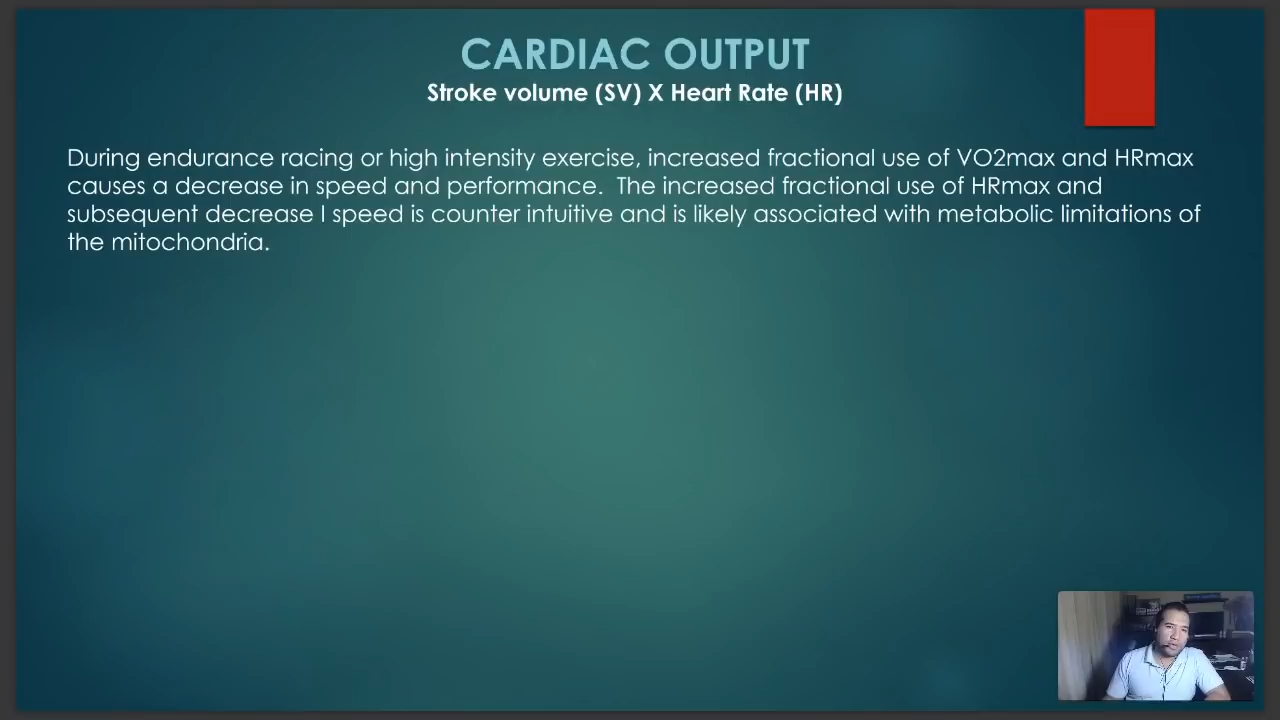 CARDIAC OUTPUT
Stroke volume (SV) X Heart Rate (HR)
During endurance racing or high intensity exercise, increased fractional use of VO2max and HRmax
causes a decrease in speed and performance.  The increased fractional use of HRmax and
subsequent decrease I speed is counter intuitive and is likely associated with metabolic limitations of
the mitochondria.